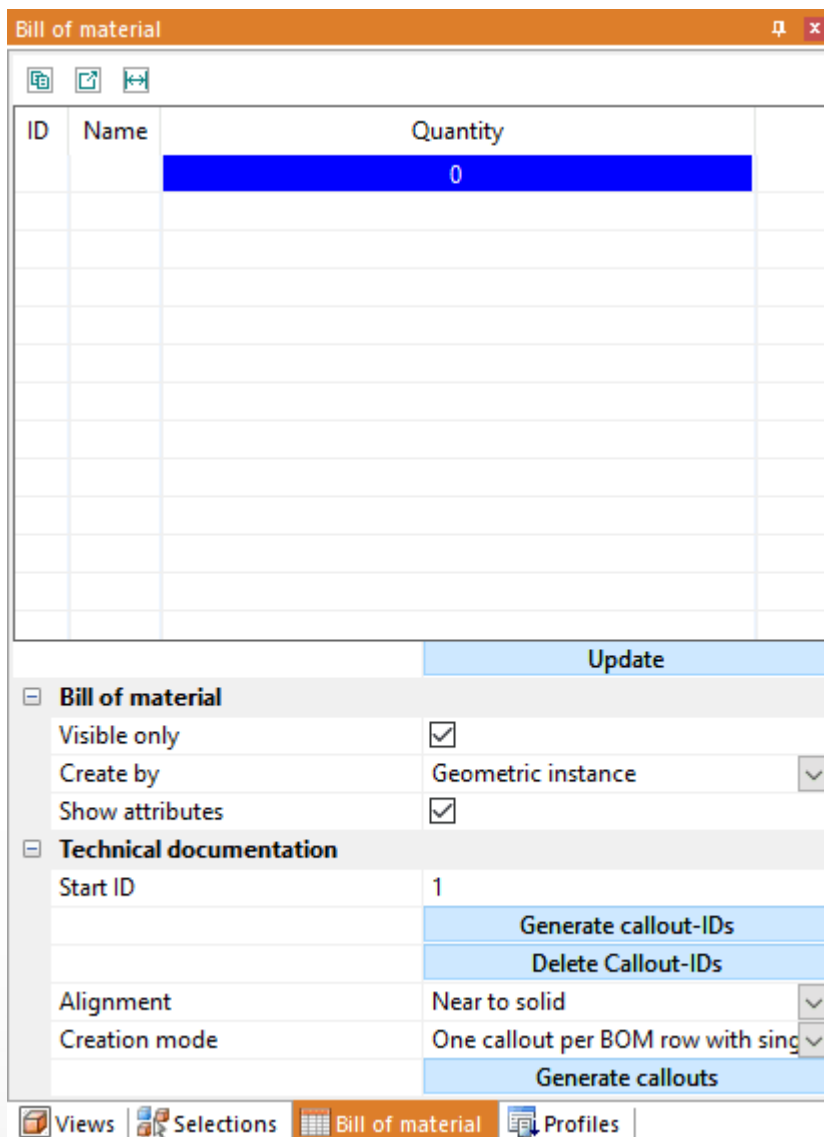 Bill of material
ID Name Quantity
0
Update
Bill of material
Visible only
Create by Geometric instance
Show attributes
Technical documentation
Start ID 1
Generate callout-IDs
Delete Callout-IDs
Alignment Near to solid
Creation mode One callout per BOM row with sing
Generate callouts
Views Selections Bill of material Profiles